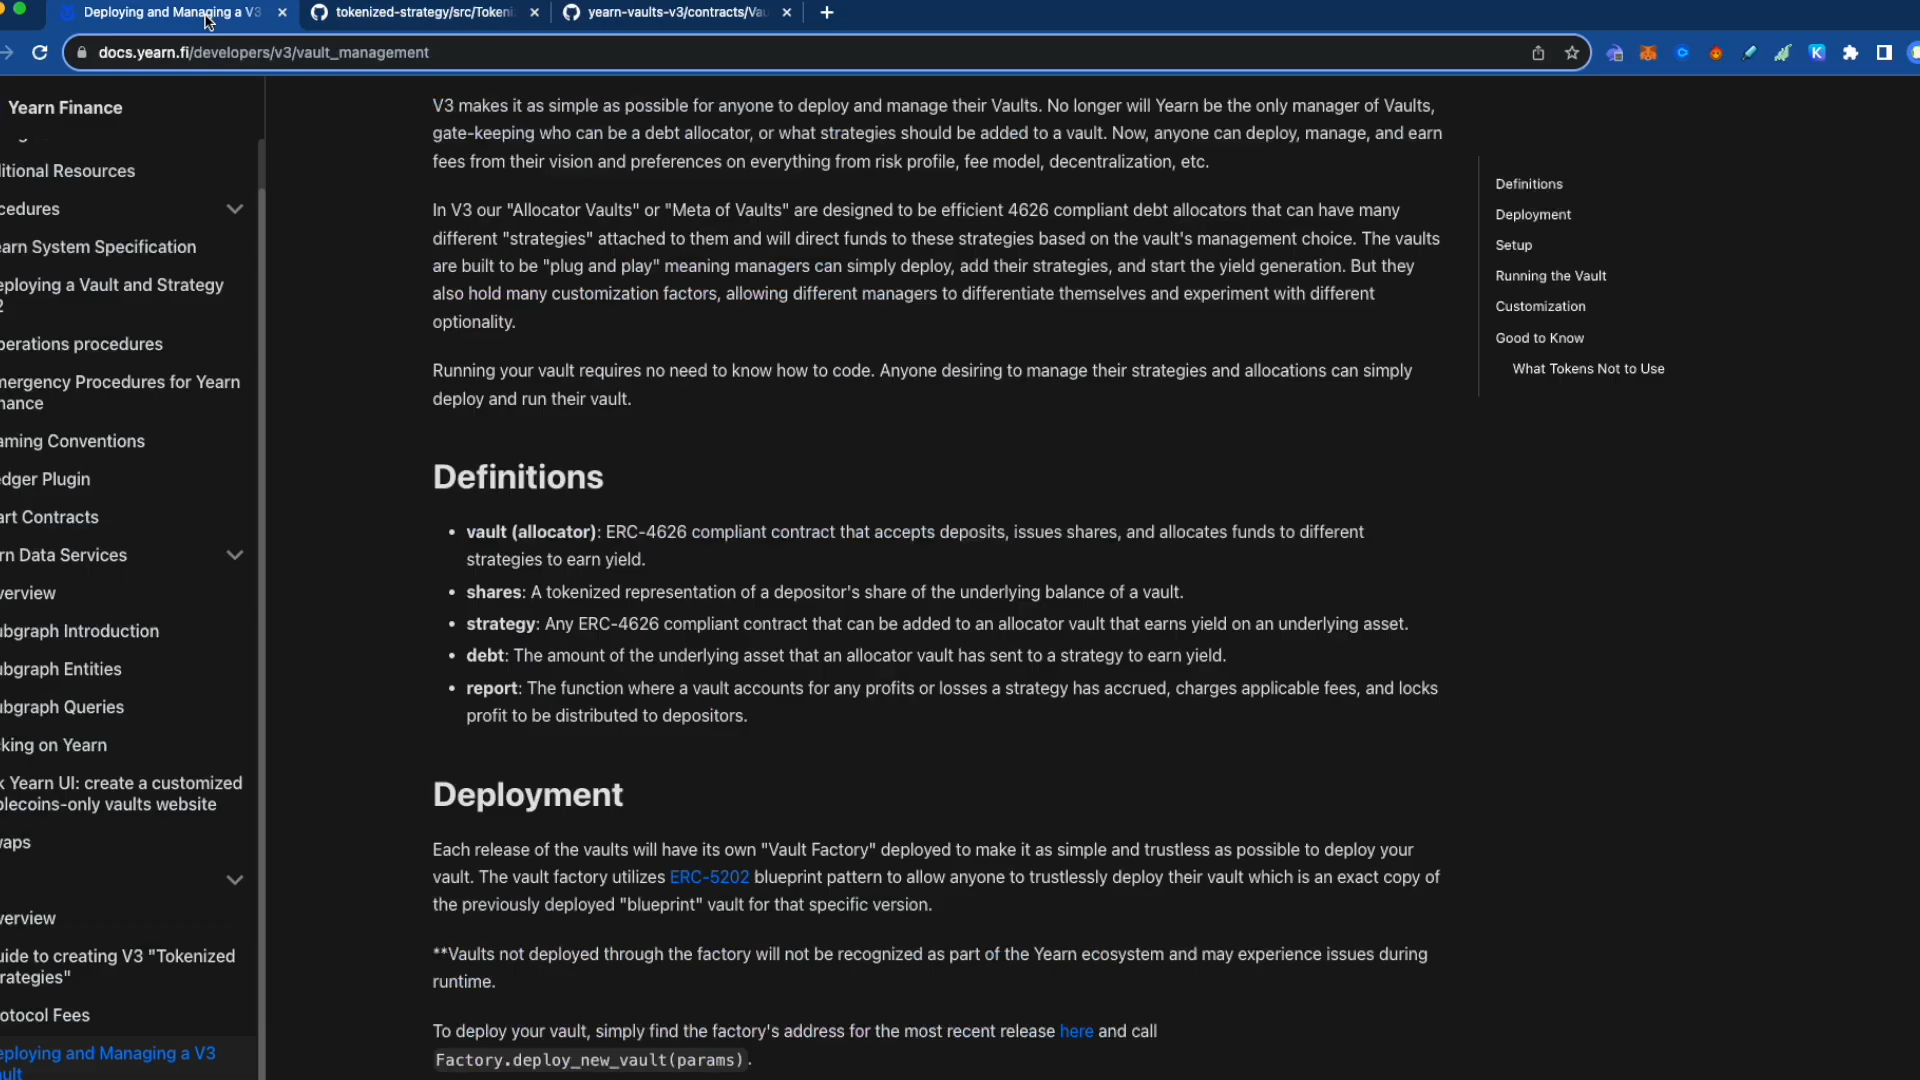 Deploying and Managing a V3
tokenized-strategy/src/Tokeni
yearn-vaults-v3/contracts/Vau
docs.yearn.fi/developers/v3/vault_management
Yearn Finance
itional Resources
cedures
earn System Specification
eploying a Vault and Strategy
2
perations procedures
mergency Procedures for Yearn
nance
aming Conventions
edger Plugin
art Contracts
rn Data Services
verview
ubgraph Introduction
ubgraph Entities
ubgraph Queries
cking on Yearn
k Yearn UI: create a customized
blecoins-only vaults website
vaps
verview
uide to creating V3 "Tokenized
rategies"
otocol Fees
eploying and Managing a V3
ult
V3 makes it as simple as possible for anyone to deploy and manage their Vaults. No longer will Yearn be the only manager of Vaults,
gate-keeping who can be a debt allocator, or what strategies should be added to a vault. Now, anyone can deploy, manage, and earn
fees from their vision and preferences on everything from risk profile, fee model, decentralization, etc.
In V3 our "Allocator Vaults" or "Meta of Vaults" are designed to be efficient 4626 compliant debt allocators that can have many
different "strategies" attached to them and will direct funds to these strategies based on the vault's management choice. The vaults
are built to be "plug and play" meaning managers can simply deploy, add their strategies, and start the yield generation. But they
also hold many customization factors, allowing different managers to differentiate themselves and experiment with different
optionality.
Running your vault requires no need to know how to code. Anyone desiring to manage their strategies and allocations can simply
deploy and run their vault.
Definitions
• vault (allocator): ERC-4626 compliant contract that accepts deposits, issues shares, and allocates funds to different
strategies to earn yield.
• shares: A tokenized representation of a depositor's share of the underlying balance of a vault.
• strategy: Any ERC-4626 compliant contract that can be added to an allocator vault that earns yield on an underlying asset.
• debt: The amount of the underlying asset that an allocator vault has sent to a strategy to earn yield.
• report: The function where a vault accounts for any profits or losses a strategy has accrued, charges applicable fees, and locks
profit to be distributed to depositors.
Deployment
Each release of the vaults will have its own "Vault Factory" deployed to make it as simple and trustless as possible to deploy your
vault. The vault factory utilizes ERC-5202 blueprint pattern to allow anyone to trustlessly deploy their vault which is an exact copy of
the previously deployed "blueprint" vault for that specific version.
**Vaults not deployed through the factory will not be recognized as part of the Yearn ecosystem and may experience issues during
runtime.
To deploy your vault, simply find the factory's address for the most recent release here and call
Factory.deploy_new_vault(params).
Definitions
Deployment
Setup
Running the Vault
Customization
Good to Know
What Tokens Not to Use